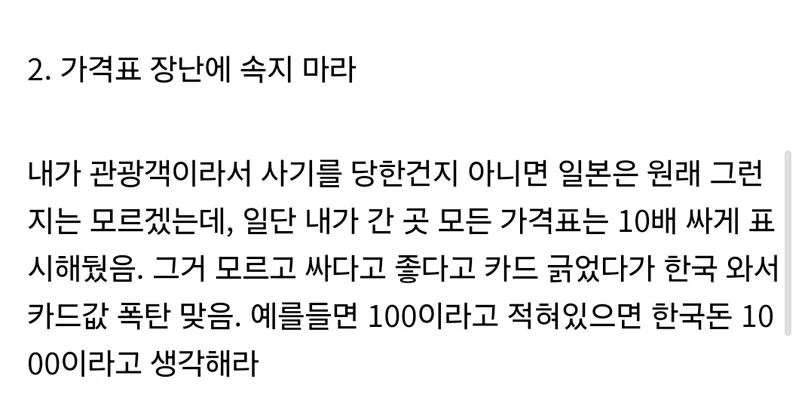 2. 가격표 장난에 속지 마라
내가 관광객이라서 사기를 당한건지 아니면 일본은 원래 그런
지는 모르겠는데, 일단 내가 간 곳 모든 가격표는 10배 싸게 표
시해뒀음. 그거 모르고 싸다고 좋다고 카드 긁었다가 한국 와서
카드값 폭탄 맞음. 예를들면 100이라고 적혀있으면 한국돈 10
00이라고 생각해라